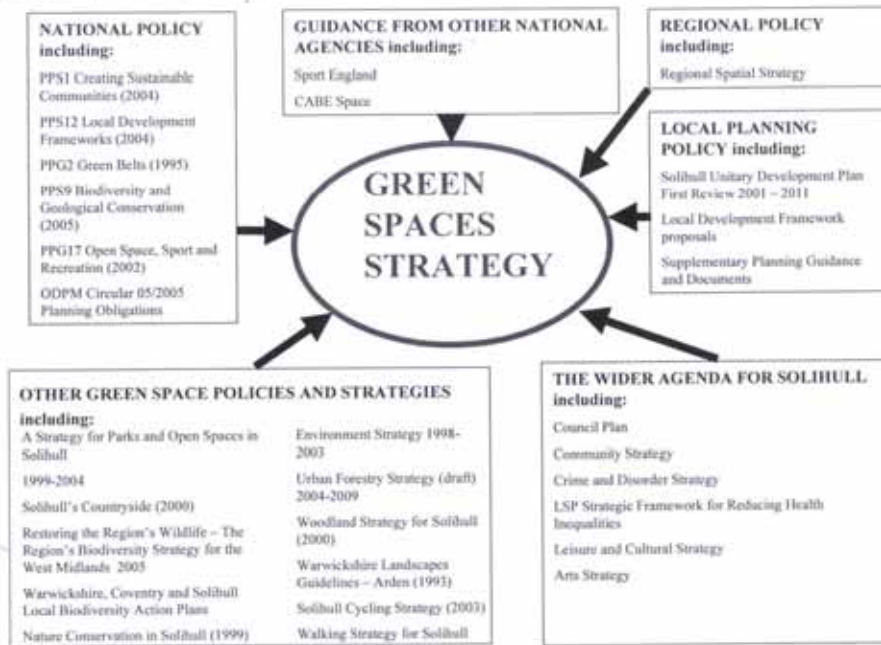 NATIONAL POLICY
including:
PPS1 Creating Sustainable
Communities (2004)
PPS12 Local Development
Frameworks (2004)
PPG2 Green Belts (1995)
PPS9 Biodiversity and
Geological Conservation
(2005)
PPG17 Open Space, Sport and
Recreation (2002)
ODPM Circular 05/2005
Planning Obligations
GUIDANCE FROM OTHER NATIONAL
AGENCIES including:
Sport England
CABE Space
REGIONAL POLICY
including:
Regional Spatial Strategy
LOCAL PLANNING
POLICY including:
Solihull Unitary Development Plan
First Review 2001 – 2011
Local Development Framework
proposals
Supplementary Planning Guidance
and Documents
GREEN
SPACES
STRATEGY
OTHER GREEN SPACE POLICIES AND STRATEGIES
including:
A Strategy for Parks and Open Spaces in
Solihull
1999-2004
Solihull's Countryside (2000)
Restoring the Region's Wildlife – The
Region's Biodiversity Strategy for the
West Midlands 2005
Warwickshire, Coventry and Solihull
Local Biodiversity Action Plans
Nature Conservation in Solihull (1999)
Environment Strategy 1998-
2003
Urban Forestry Strategy (draft)
2004-2009
Woodland Strategy for Solihull
(2000)
Warwickshire Landscapes
Guidelines – Arden (1993)
Solihull Cycling Strategy (2003)
Walking Strategy for Solihull
THE WIDER AGENDA FOR SOLIHULL
including:
Council Plan
Community Strategy
Crime and Disorder Strategy
LSP Strategic Framework for Reducing Health
Inequalities
Leisure and Cultural Strategy
Arts Strategy